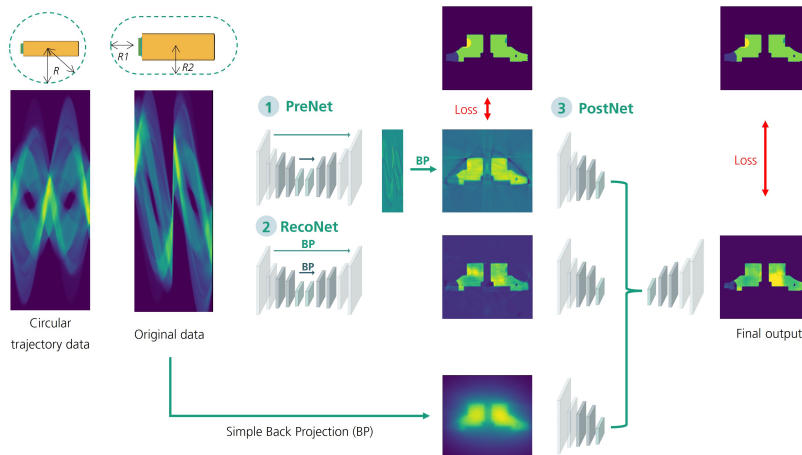 R
R1
R2
1 PreNet
Loss
BP
3 PostNet
Loss
2 RecoNet
BP
BP
Circular
trajectory data
Original data
Final output
Simple Back Projection (BP)